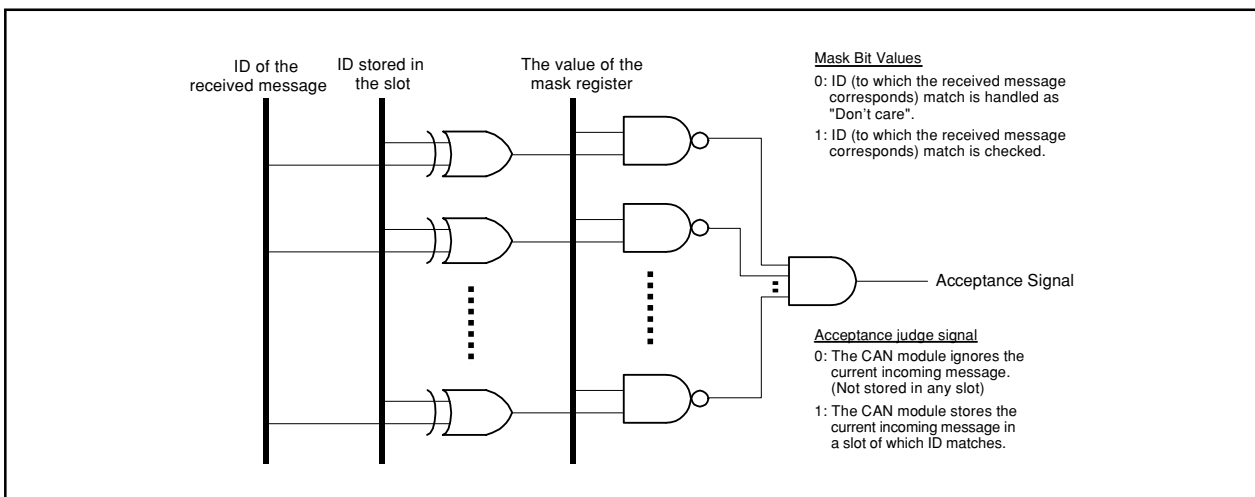 ID of the
received message
ID stored in
the slot
The value of the
mask register
Mask Bit Values
0: ID (to which the received message
corresponds) match is handled as
"Don't care".
1: ID (to which the received message
corresponds) match is checked.
Acceptance Signal
Acceptance judge signal
0: The CAN module ignores the
current incoming message.
(Not stored in any slot)
1: The CAN module stores the
current incoming message in
a slot of which ID matches.